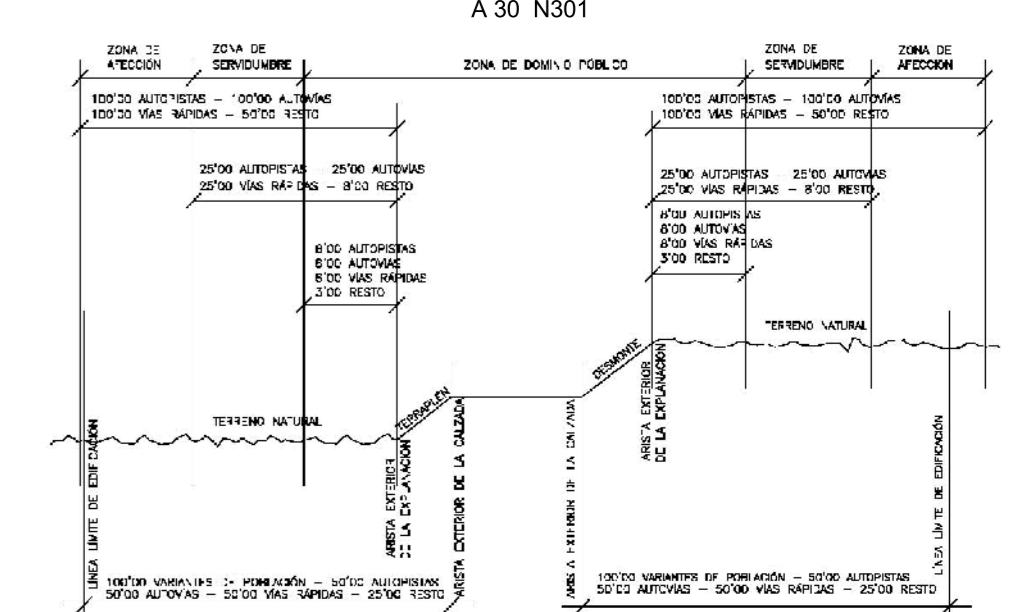 A 30 N301
ZONA DE AFECCIÓN
ZONA DE SERVIDUMBRE
ZONA DE DOMINIO PÚBLICO
ZONA DE SERVIDUMBRE
ZONA DE AFECCIÓN
100'00 AUTOPISTAS – 100'00 AUTOVÍAS
100'00 VÍAS RÁPIDAS – 50'00 RESTO
100'00 AUTOPISTAS – 100'00 AUTOVÍAS
100'00 VÍAS RÁPIDAS – 50'00 RESTO
25'00 AUTOPISTAS 25'00 AUTOVÍAS
25'00 VÍAS RÁPIDAS – 8'00 RESTO
25'00 AUTOPISTAS 25'00 AUTOVÍAS
25'00 VÍAS RÁPIDAS – 8'00 RESTO
8'00 AUTOPISTAS
8'00 AUTOVÍAS
8'00 VÍAS RÁPIDAS
3'00 RESTO
8'00 AUTOPISTAS
8'00 AUTOVÍAS
8'00 VÍAS RÁPIDAS
3'00 RESTO
TERRENO NATURAL
DESMONTE
TERRAPLÉN
TERRENO NATURAL
LÍNEA LÍMITE DE EDIFICACIÓN
ARISTA EXTERIOR
DE LA EXPLANACIÓN
ARISTA EXTERIOR DE LA CALZADA
ARISTA EXTERIOR DE LA CALZADA
ARISTA EXTERIOR
DE LA EXPLANACIÓN
LÍNEA LÍMITE DE EDIFICACIÓN
100'00 VARIANTES DE POBLACIÓN – 50'00 AUTOPISTAS
50'00 AUTOVÍAS – 50'00 VÍAS RÁPIDAS – 25'00 RESTO
100'00 VARIANTES DE POBLACIÓN – 50'00 AUTOPISTAS
50'00 AUTOVÍAS – 50'00 VÍAS RÁPIDAS – 25'00 RESTO